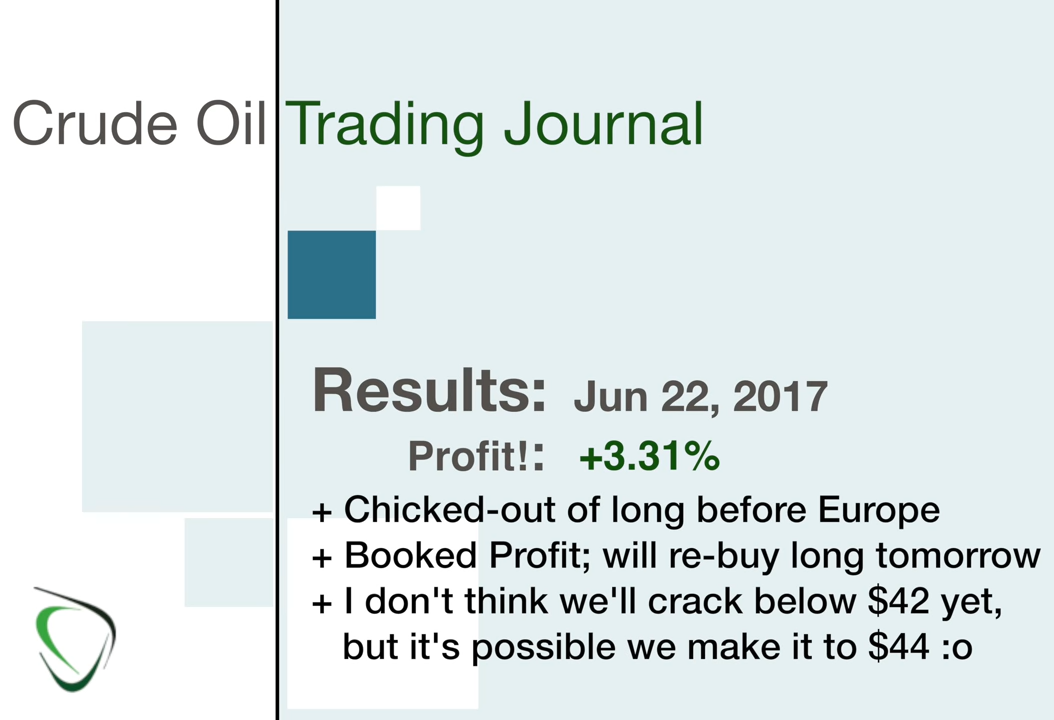 Crude Oil Trading Journal
Results: Jun 22, 2017
Profit!: +3.31%
+ Chicked-out of long before Europe
+ Booked Profit; will re-buy long tomorrow
+ I don't think we'll crack below $42 yet,
but it's possible we make it to $44 :o